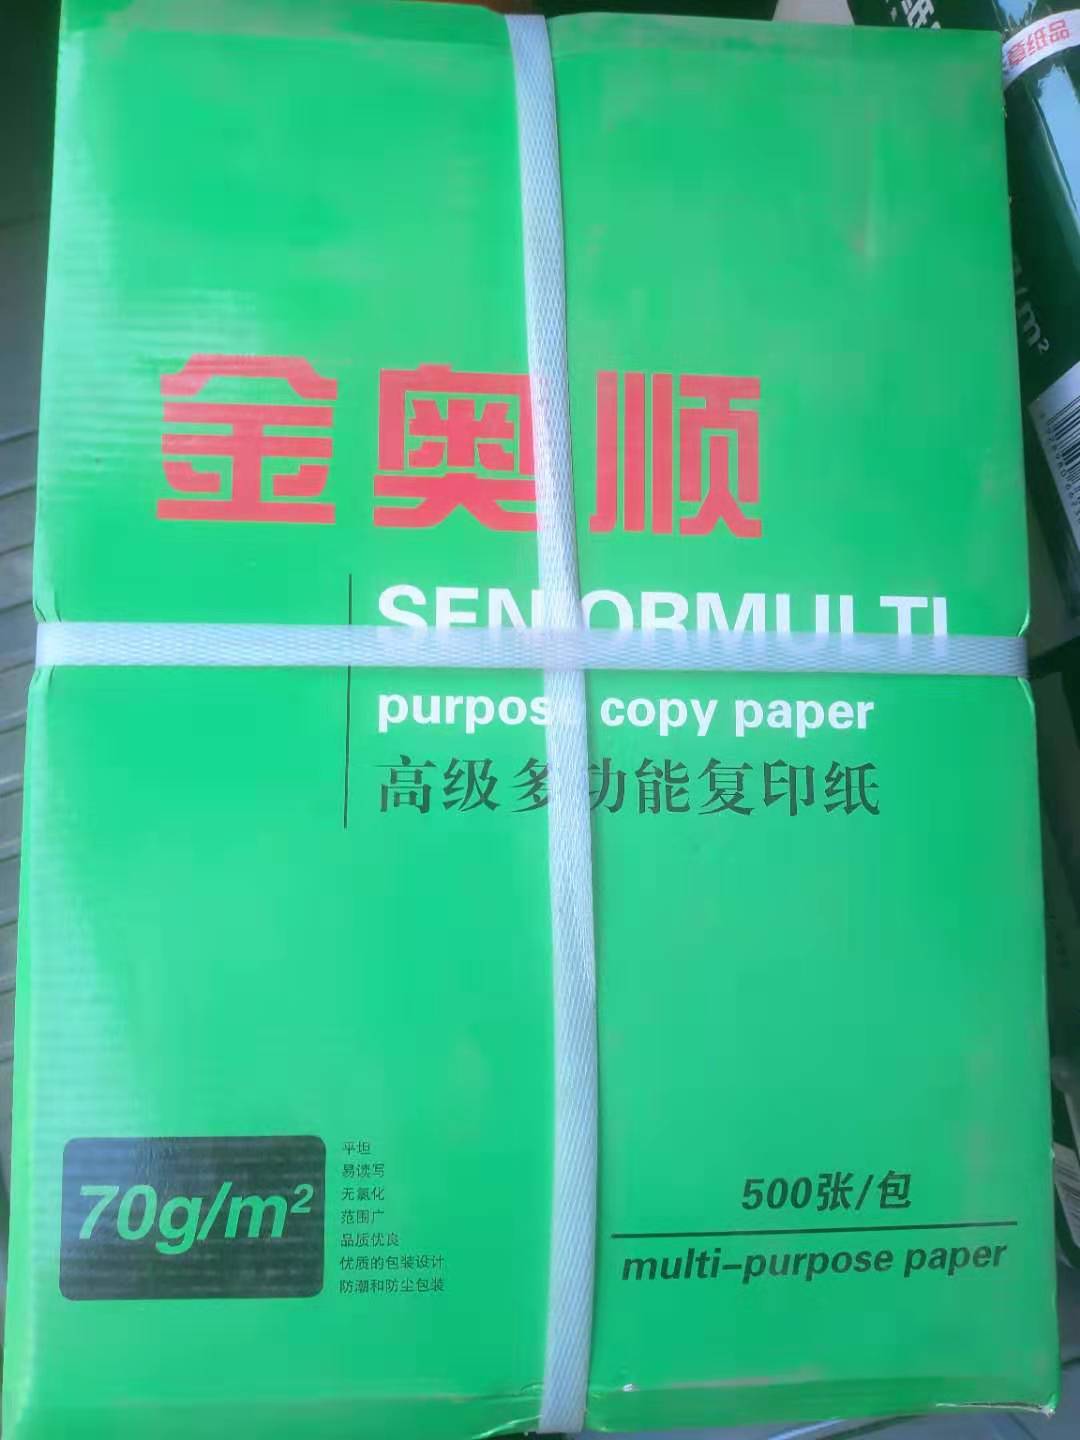 金奥顺
SENIORMULTI
purpose copy paper
高级多功能复印纸
70g/m²
平坦
易读写
无氯化
范围广
品质优良
优质的包装设计
防潮和防尘包装
500张/包
multi-purpose paper
/m²